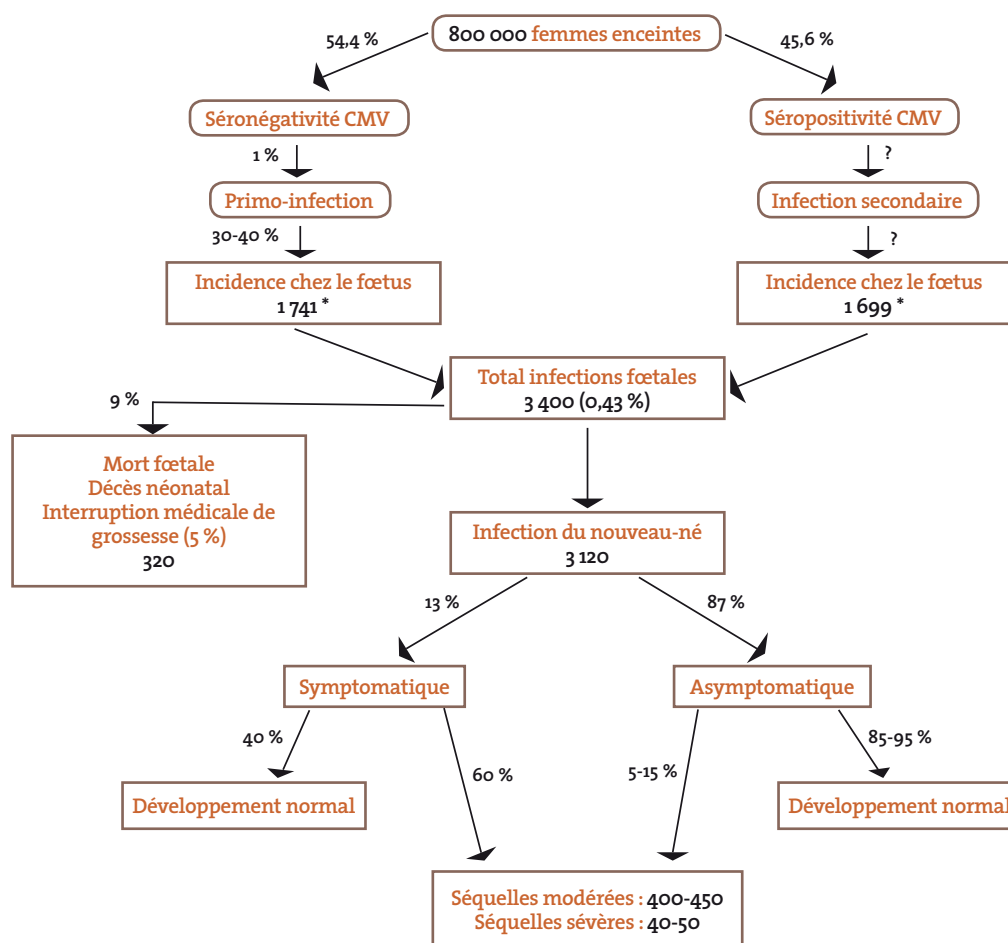 800 000 femmes enceintes
54,4 %
45,6 %
Séronégativité CMV
Séropositivité CMV
1 %
?
Primo-infection
Infection secondaire
30-40 %
?
Incidence chez le fœtus
1 741 *
Incidence chez le fœtus
1 699 *
Total infections fœtales
3 400 (0,43 %)
9 %
Mort fœtale
Décès néonatal
Interruption médicale de
grossesse (5 %)
320
Infection du nouveau-né
3 120
13 %
87 %
Symptomatique
Asymptomatique
40 %
60 %
5-15 %
85-95 %
Développement normal
Développement normal
Séquelles modérées : 400-450
Séquelles sévères : 40-50